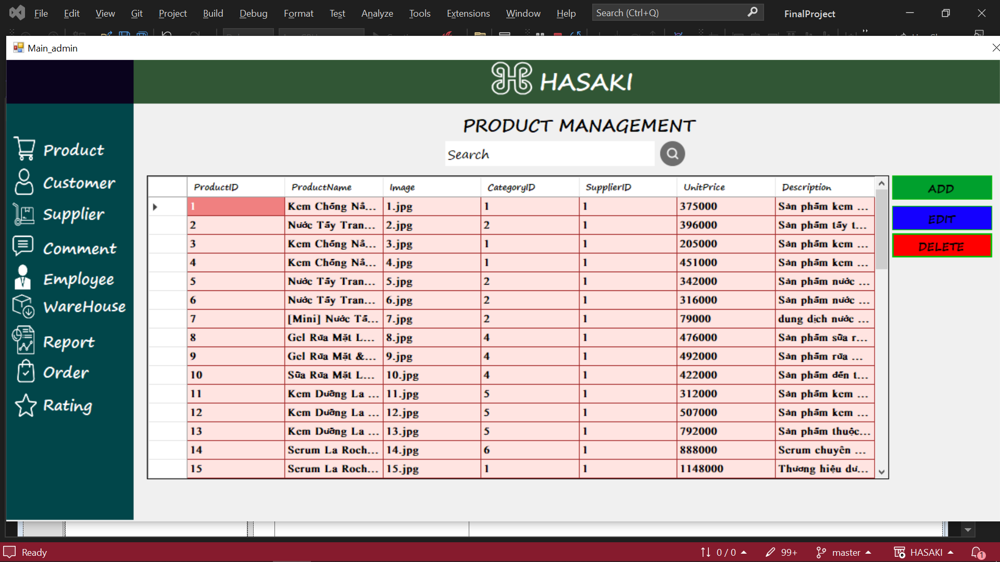 File Edit View Git Project Build Debug Format Test Analyze Tools Extensions Window Help Search (Ctrl+Q) FinalProject
Main_admin
HASAKI
PRODUCT MANAGEMENT
Search
Product
Customer
Supplier
Comment
Employee
WareHouse
Report
Order
Rating
ProductID ProductName Image CategoryID SupplierID UnitPrice Description
1 Kem Chống Nắ... 1.jpg 1 1 375000 Sản phẩm kem ...
2 Nước Tẩy Tran... 2.jpg 2 1 396000 Sản phẩm tẩy t...
3 Kem Chống Nắ... 3.jpg 1 1 205000 Sản phẩm kem ...
4 Kem Chống Nắ... 4.jpg 1 1 451000 Sản phẩm kem ...
5 Nước Tẩy Tran... 5.jpg 2 1 342000 Sản phẩm nước ...
6 Nước Tẩy Tran... 6.jpg 2 1 316000 Sản phẩm nước ...
7 [Mini] Nước Tẩ... 7.jpg 2 1 79000 dung dịch nước ...
8 Gel Rửa Mặt L... 8.jpg 4 1 476000 Sản phẩm sữa r...
9 Gel Rửa Mặt &... 9.jpg 4 1 492000 Sản phẩm rửa ...
10 Sữa Rửa Mặt L... 10.jpg 4 1 422000 Sản phẩm đến t...
11 Kem Dưỡng La ... 11.jpg 5 1 312000 Sản phẩm kem ...
12 Kem Dưỡng La ... 12.jpg 5 1 507000 Sản phẩm kem ...
13 Kem Dưỡng La ... 13.jpg 5 1 792000 Sản phẩm thuộc...
14 Serum La Roch... 14.jpg 6 1 888000 Serum chuyên ...
15 Serum La Roch... 15.jpg 1 1 1148000 Thương hiệu dư...
ADD
EDIT
DELETE
Ready 0 / 0 99+ master HASAKI 1